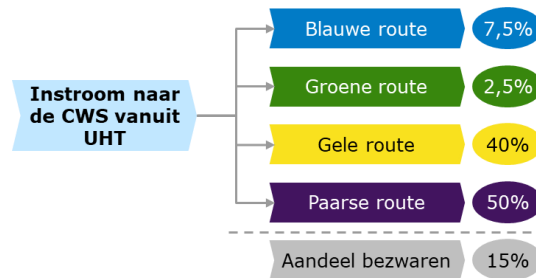 Blauwe route 7,5%
Groene route 2,5%
Instroom naar
de CWS vanuit
UHT
Gele route 40%
Paarse route 50%
Aandeel bezwaren 15%